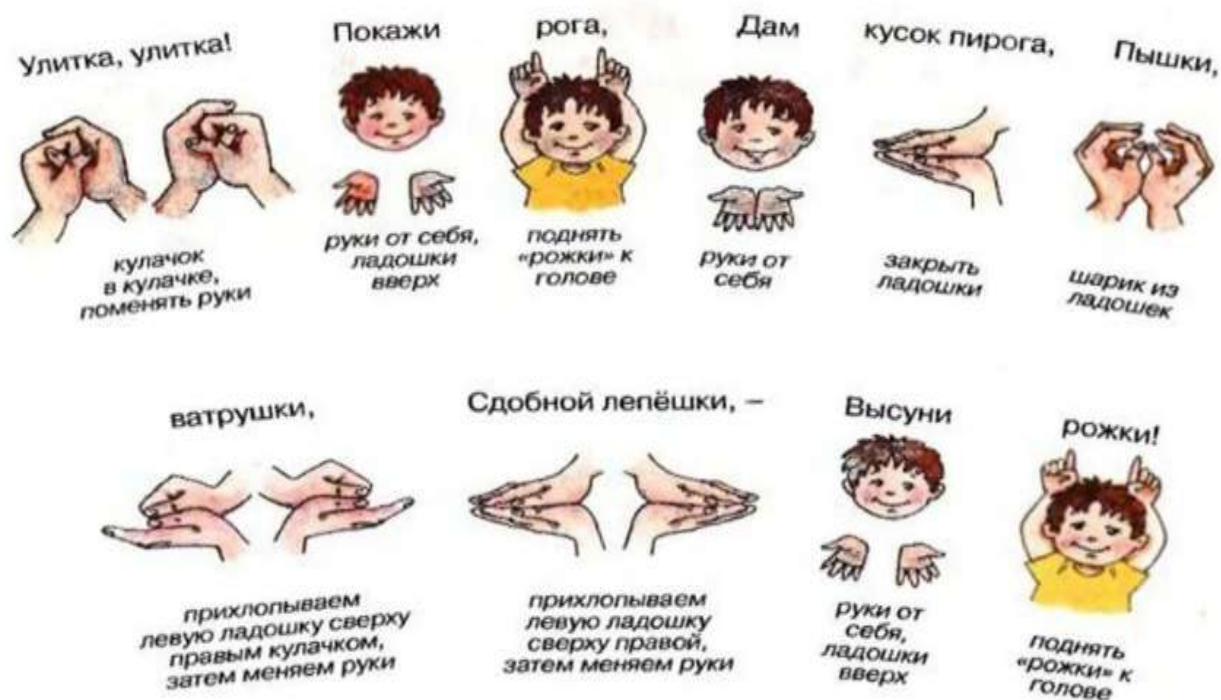 Улитка, улитка!
Покажи
рога,
Дам
кусок пирога,
Пышки,
кулачок
в кулачке,
поменять руки
руки от себя,
ладошки
вверх
поднять
«рожки» к
голове
руки от
себя
закрыть
ладошки
шарик из
ладошек
ватрушки,
Сдобной лепёшки, –
Высуни
рожки!
прихлопываем
левую ладошку сверху
правым кулачком,
затем меняем руки
прихлопываем
левую ладошку
сверху правой,
затем меняем руки
руки от
себя,
ладошки
вверх
поднять
«рожки» к
голове